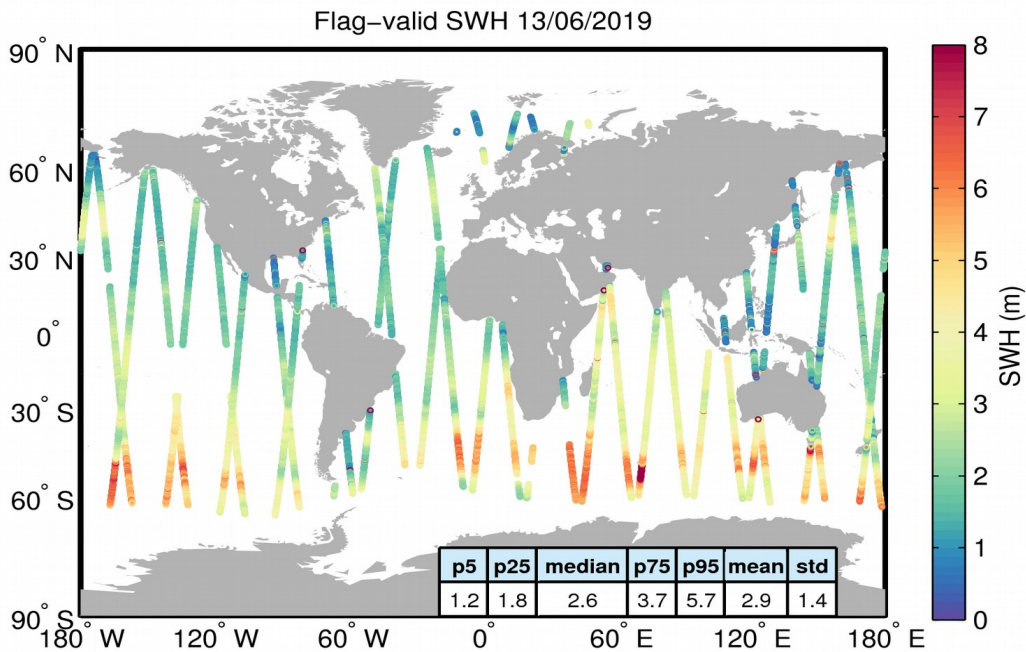 Flag−valid SWH 13/06/2019
90° N
60° N
30° N
0°
30° S
60° S
90° S
180° W
120° W
60° W
0°
60° E
120° E
180° E
p5 p25 median p75 p95 mean std
1.2 1.8 2.6 3.7 5.7 2.9 1.4
8
7
6
5
4
3
2
1
0
SWH (m)